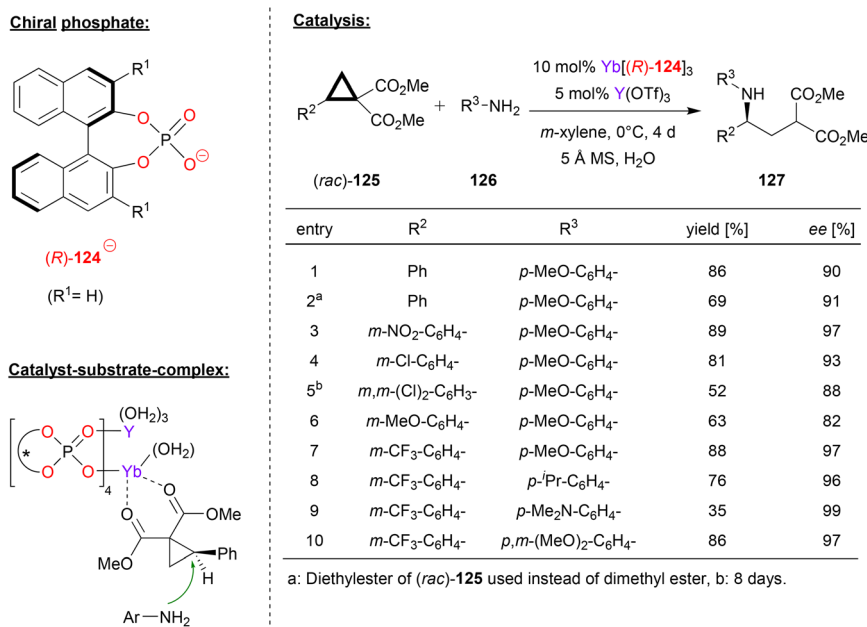 Chiral phosphate:
R¹
O
O
P
O
O⊖
R¹
(R)-124⊖
(R¹= H)
Catalyst-substrate-complex:
(OH₂)₃
O
O
Y
(OH₂)
*
P
O
O
Yb
4
O
O
OMe
MeO
Ph
H
Ar—NH₂
Catalysis:
R²
CO₂Me
CO₂Me
+
R³−NH₂
10 mol% Yb[(R)-124]₃
5 mol% Y(OTf)₃
m-xylene, 0°C, 4 d
5 Å MS, H₂O
R³
NH
CO₂Me
R²
CO₂Me
(rac)-125
126
127
entry R² R³ yield [%] ee [%]
1 Ph p-MeO-C6H4- 86 90
2ᵃ Ph p-MeO-C6H4- 69 91
3 m-NO₂-C₆H₄- p-MeO-C6H4- 89 97
4 m-Cl-C₆H₄- p-MeO-C6H4- 81 93
5ᵇ m,m-(Cl)₂-C₆H₃- p-MeO-C6H4- 52 88
6 m-MeO-C₆H₄- p-MeO-C6H4- 63 82
7 m-CF₃-C₆H₄- p-MeO-C6H4- 88 97
8 m-CF₃-C₆H₄- p-ⁱPr-C6H4- 76 96
9 m-CF₃-C₆H₄- p-Me₂N-C6H4- 35 99
10 m-CF₃-C₆H₄- p,m-(MeO)₂-C6H4- 86 97
a: Diethylester of (rac)-125 used instead of dimethyl ester, b: 8 days.